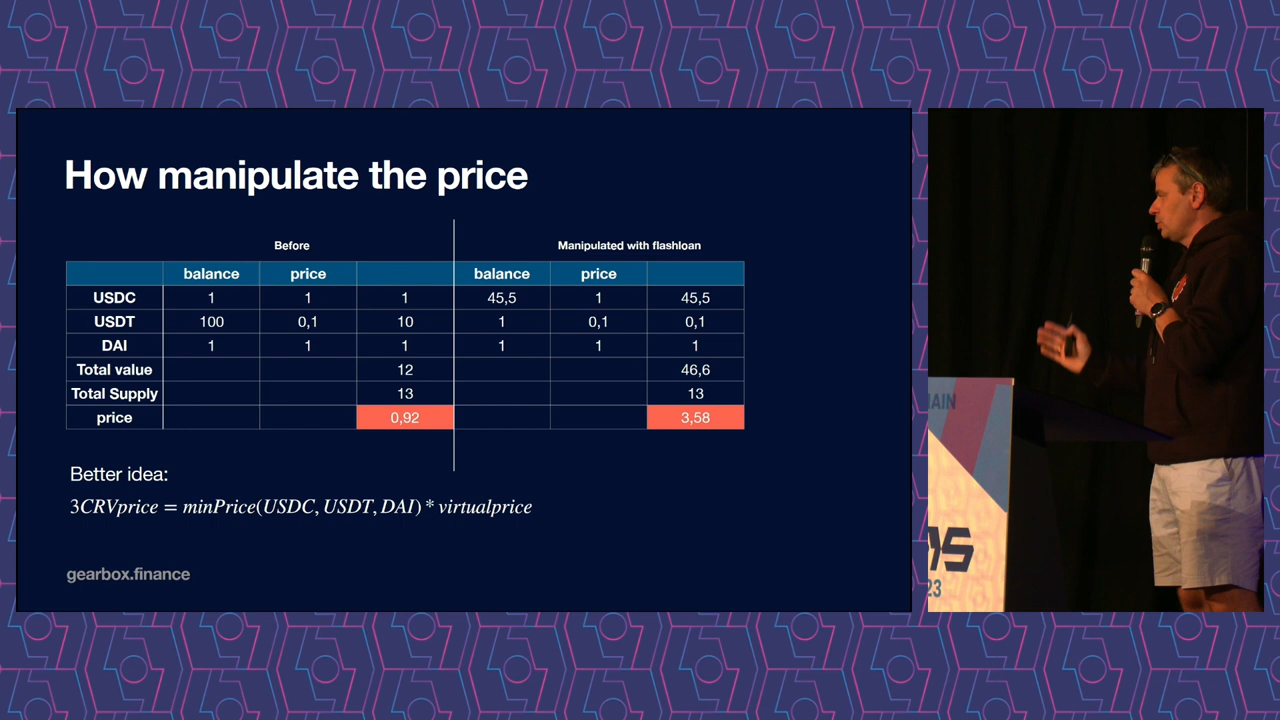 How manipulate the price
Before Manipulated with flashloan
balance price balance price
USDC 1 1 1 45,5 1 45,5
USDT 100 0,1 10 1 0,1 0,1
DAI 1 1 1 1 1 1
Total value 12 46,6
Total Supply 13 13
price 0,92 3,58
Better idea:
3CRVprice = minPrice(USDC, USDT, DAI) * virtualprice
gearbox.finance